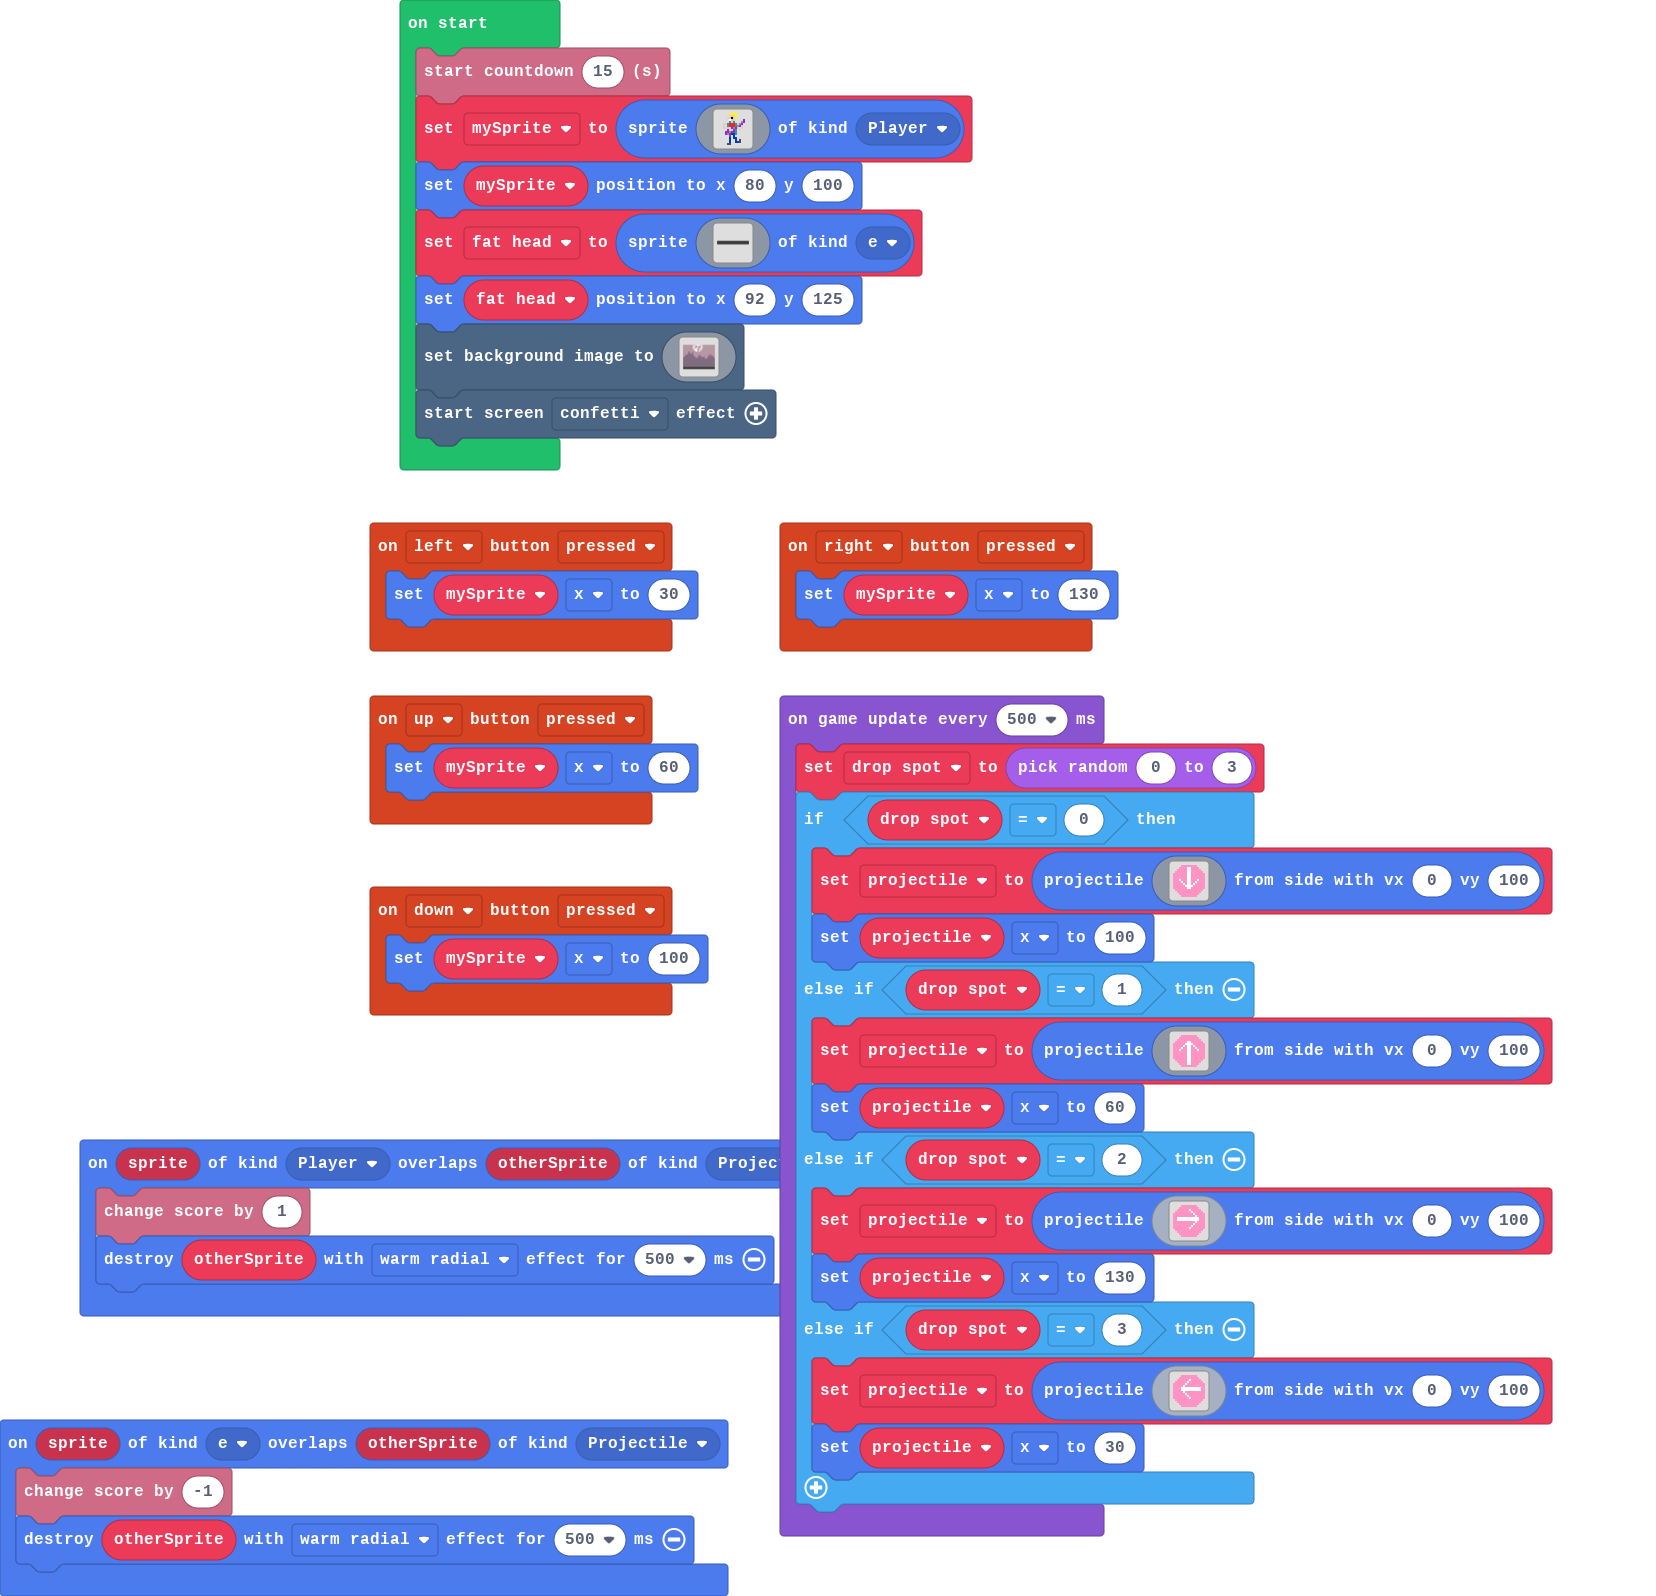 on start
start countdown 15 (s)
set mySprite to sprite of kind Player
set mySprite position to x 80 y 100
set fat head to sprite of kind e
set fat head position to x 92 y 125
set background image to
start screen confetti effect
on left button pressed
set mySprite x to 30
on right button pressed
set mySprite x to 130
on up button pressed
set mySprite x to 60
on down button pressed
set mySprite x to 100
on game update every 500 ms
set drop spot to pick random 0 to 3
if drop spot = 0 then
set projectile to projectile from side with vx 0 vy 100
set projectile x to 100
else if drop spot = 1 then
set projectile to projectile from side with vx 0 vy 100
set projectile x to 60
else if drop spot = 2 then
set projectile to projectile from side with vx 0 vy 100
set projectile x to 130
else if drop spot = 3 then
set projectile to projectile from side with vx 0 vy 100
set projectile x to 30
on sprite of kind Player overlaps otherSprite of kind Projec
change score by 1
destroy otherSprite with warm radial effect for 500 ms
on sprite of kind e overlaps otherSprite of kind Projectile
change score by -1
destroy otherSprite with warm radial effect for 500 ms